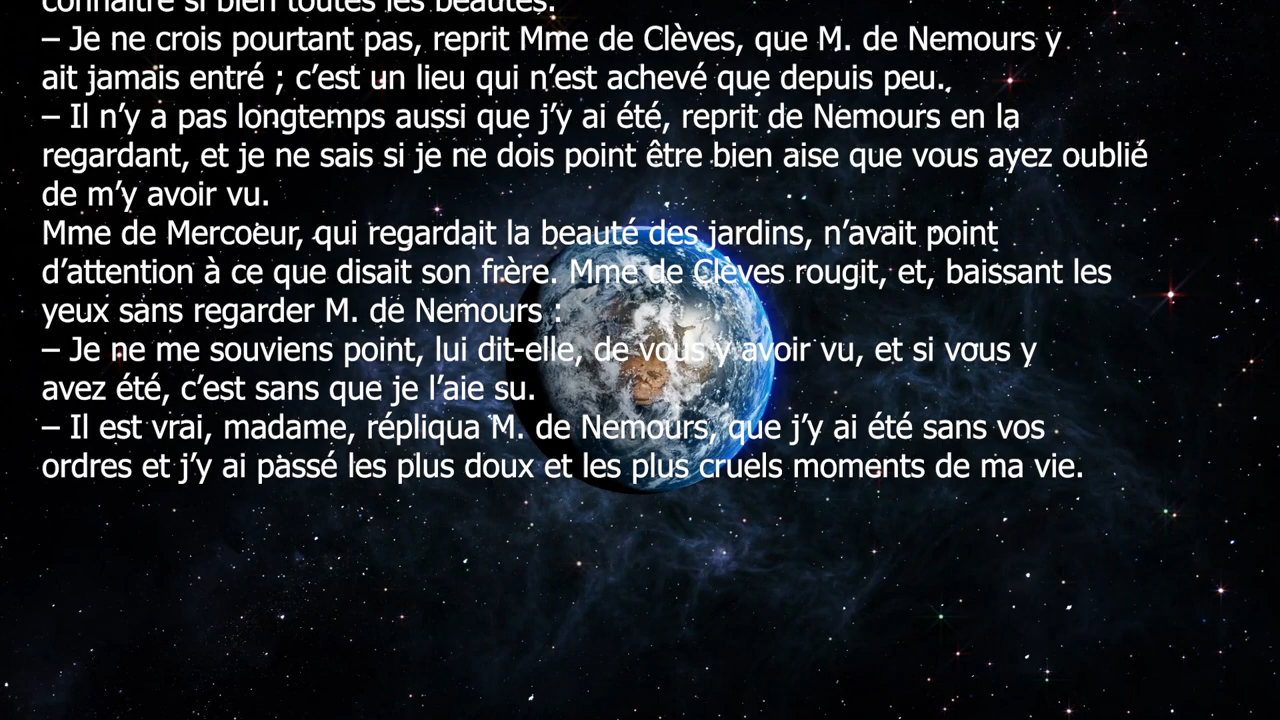 connaître si bien toutes les beautés.
– Je ne crois pourtant pas, reprit Mme de Clèves, que M. de Nemours y
ait jamais entré ; c’est un lieu qui n’est achevé que depuis peu.
– Il n’y a pas longtemps aussi que j’y ai été, reprit de Nemours en la
regardant, et je ne sais si je ne dois point être bien aise que vous ayez oublié
de m’y avoir vu.
Mme de Mercoeur, qui regardait la beauté des jardins, n’avait point
d’attention à ce que disait son frère. Mme de Clèves rougit, et, baissant les
yeux sans regarder M. de Nemours :
– Je ne me souviens point, lui dit-elle, de vous y avoir vu, et si vous y
avez été, c’est sans que je l’aie su.
– Il est vrai, madame, répliqua M. de Nemours, que j’y ai été sans vos
ordres et j’y ai passé les plus doux et les plus cruels moments de ma vie.